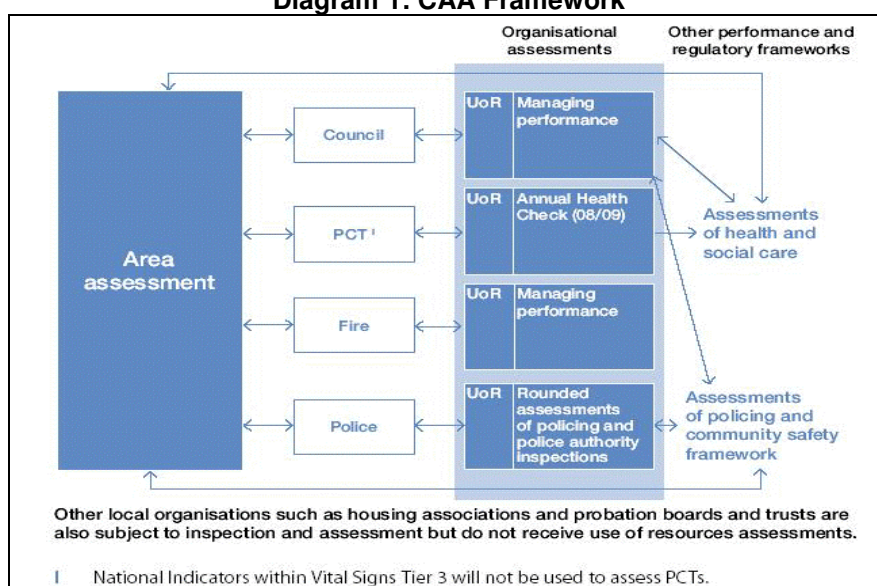 Diagram 1: CAA Framework
Organisational
assessments
Other performance and
regulatory frameworks
Area
assessment
Council
UoR
Managing
performance
PCT ¹
UoR
Annual Health
Check (08/09)
Assessments
of health and
social care
Fire
UoR
Managing
performance
Police
UoR
Rounded
assessments
of policing and
police authority
inspections
Assessments
of policing and
community safety
framework
Other local organisations such as housing associations and probation boards and trusts are
also subject to inspection and assessment but do not receive use of resources assessments.
1 National Indicators within Vital Signs Tier 3 will not be used to assess PCTs.